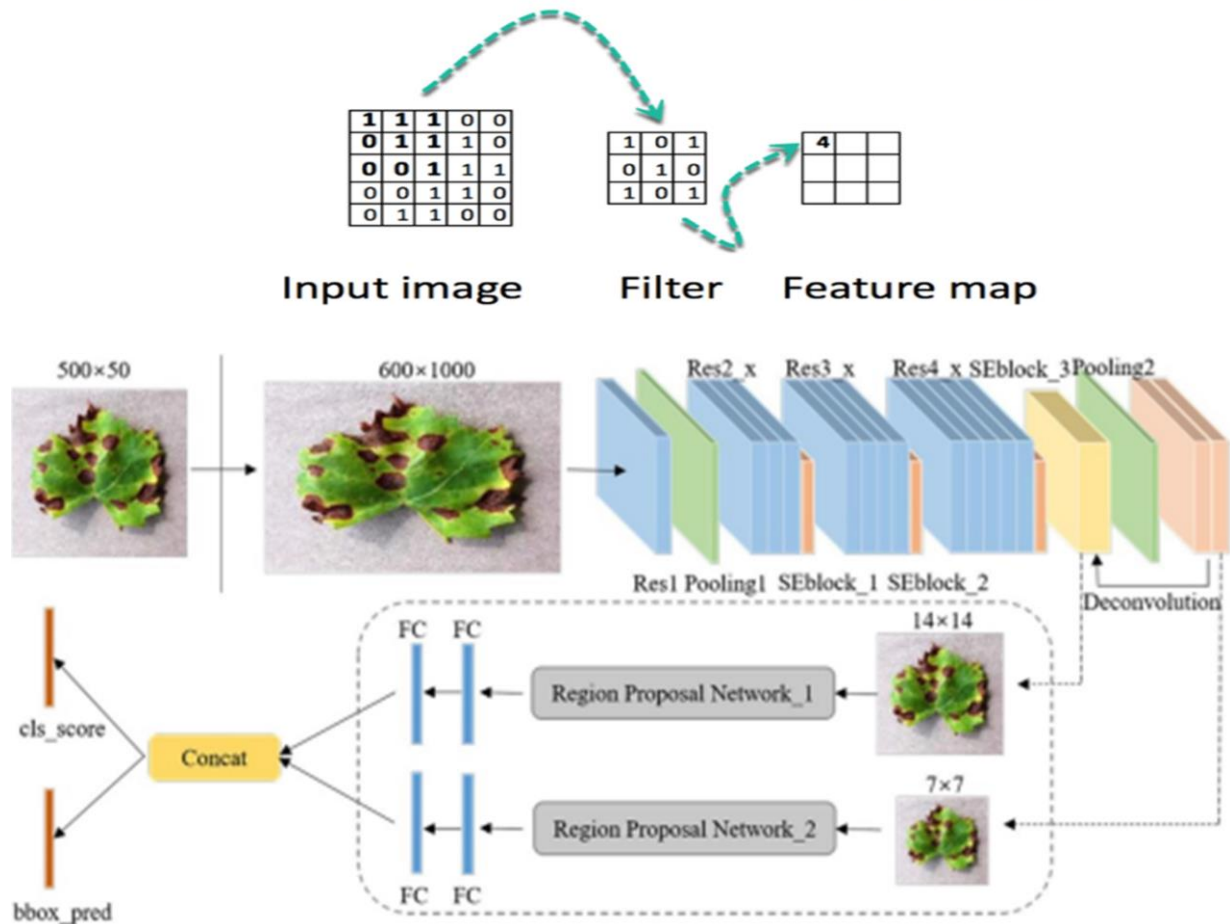 1 1 1 0 0
0 1 1 1 0
0 0 1 1 1
0 0 1 1 0
0 1 1 0 0
1 0 1
0 1 0
1 0 1
4
Input image
Filter
Feature map
500×50
600×1000
Res2_x
Res3_x
Res4_x
SEblock_3
Pooling2
Res1
Pooling1
SEblock_1
SEblock_2
Deconvolution
14×14
FC
FC
Region Proposal Network_1
cls_score
Concat
7×7
Region Proposal Network_2
FC
FC
bbox_pred